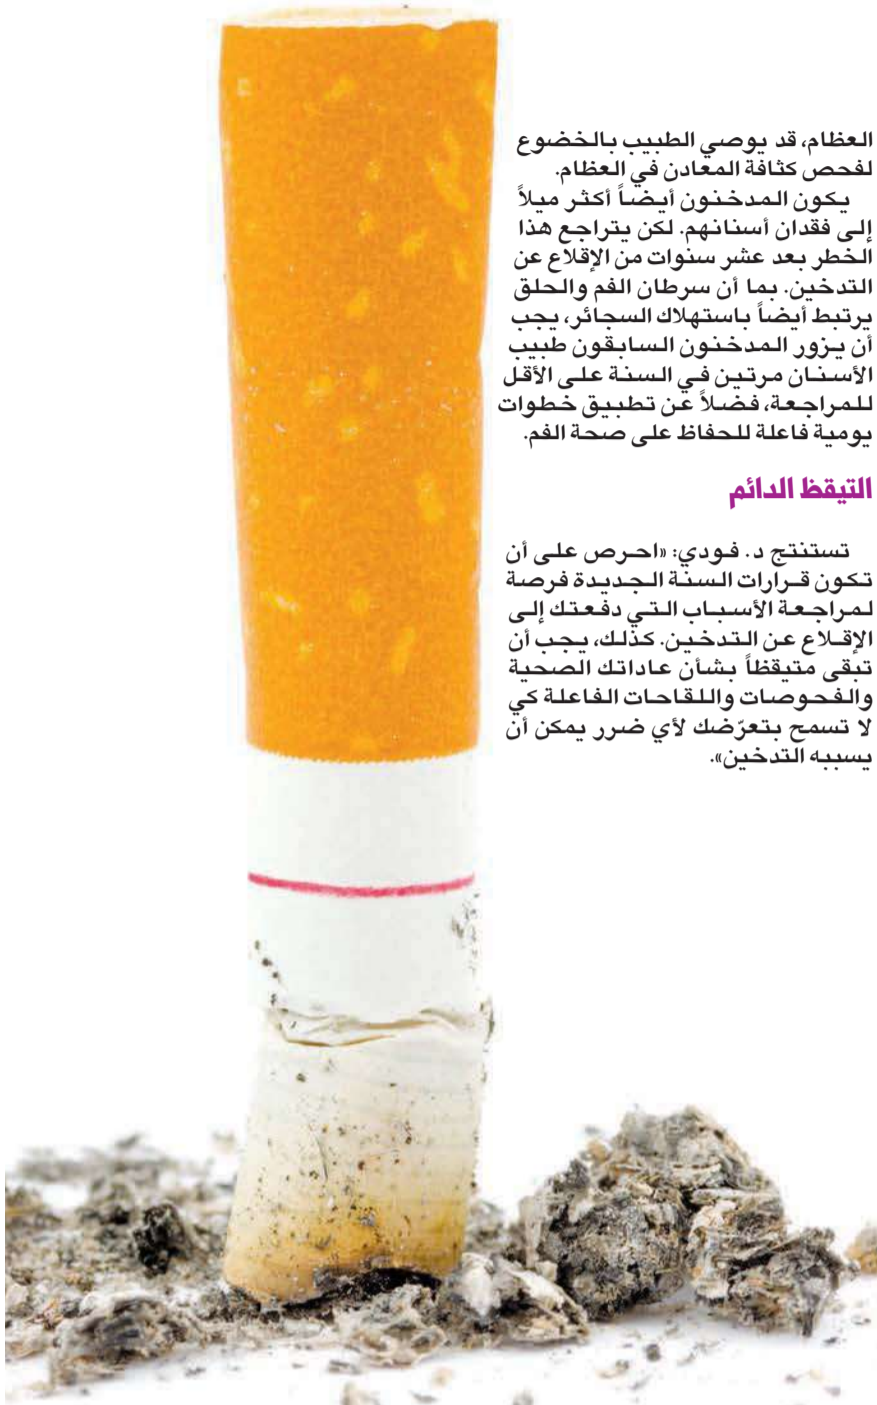 العظام، قد يوصي الطبيب بالخضوع
لفحص كثافة المعادن في العظام.
يكون المدخنون أيضاً أكثر ميلاً
إلى فقدان أسنانهم. لكن يتراجع هذا
الخطر بعد عشر سنوات من الإقلاع عن
التدخين. بما أن سرطان الفم والحلق
يرتبط أيضاً باستهلاك السجائر، يجب
أن يزور المدخنون السابقون طبيب
الأسنان مرتين في السنة على الأقل
للمراجعة، فضلاً عن تطبيق خطوات
يومية فاعلة للحفاظ على صحة الفم.
التيقظ الدائم
تستنتج د. فودي: «احرص على أن
تكون قرارات السنة الجديدة فرصة
لمراجعة الأسباب التي دفعتك إلى
الإقلاع عن التدخين. كذلك، يجب أن
تبقى متيقظاً بشأن عاداتك الصحية
والفحوصات واللقاحات الفاعلة كي
لا تسمح بتعرّضك لأي ضرر يمكن أن
يسببه التدخين».